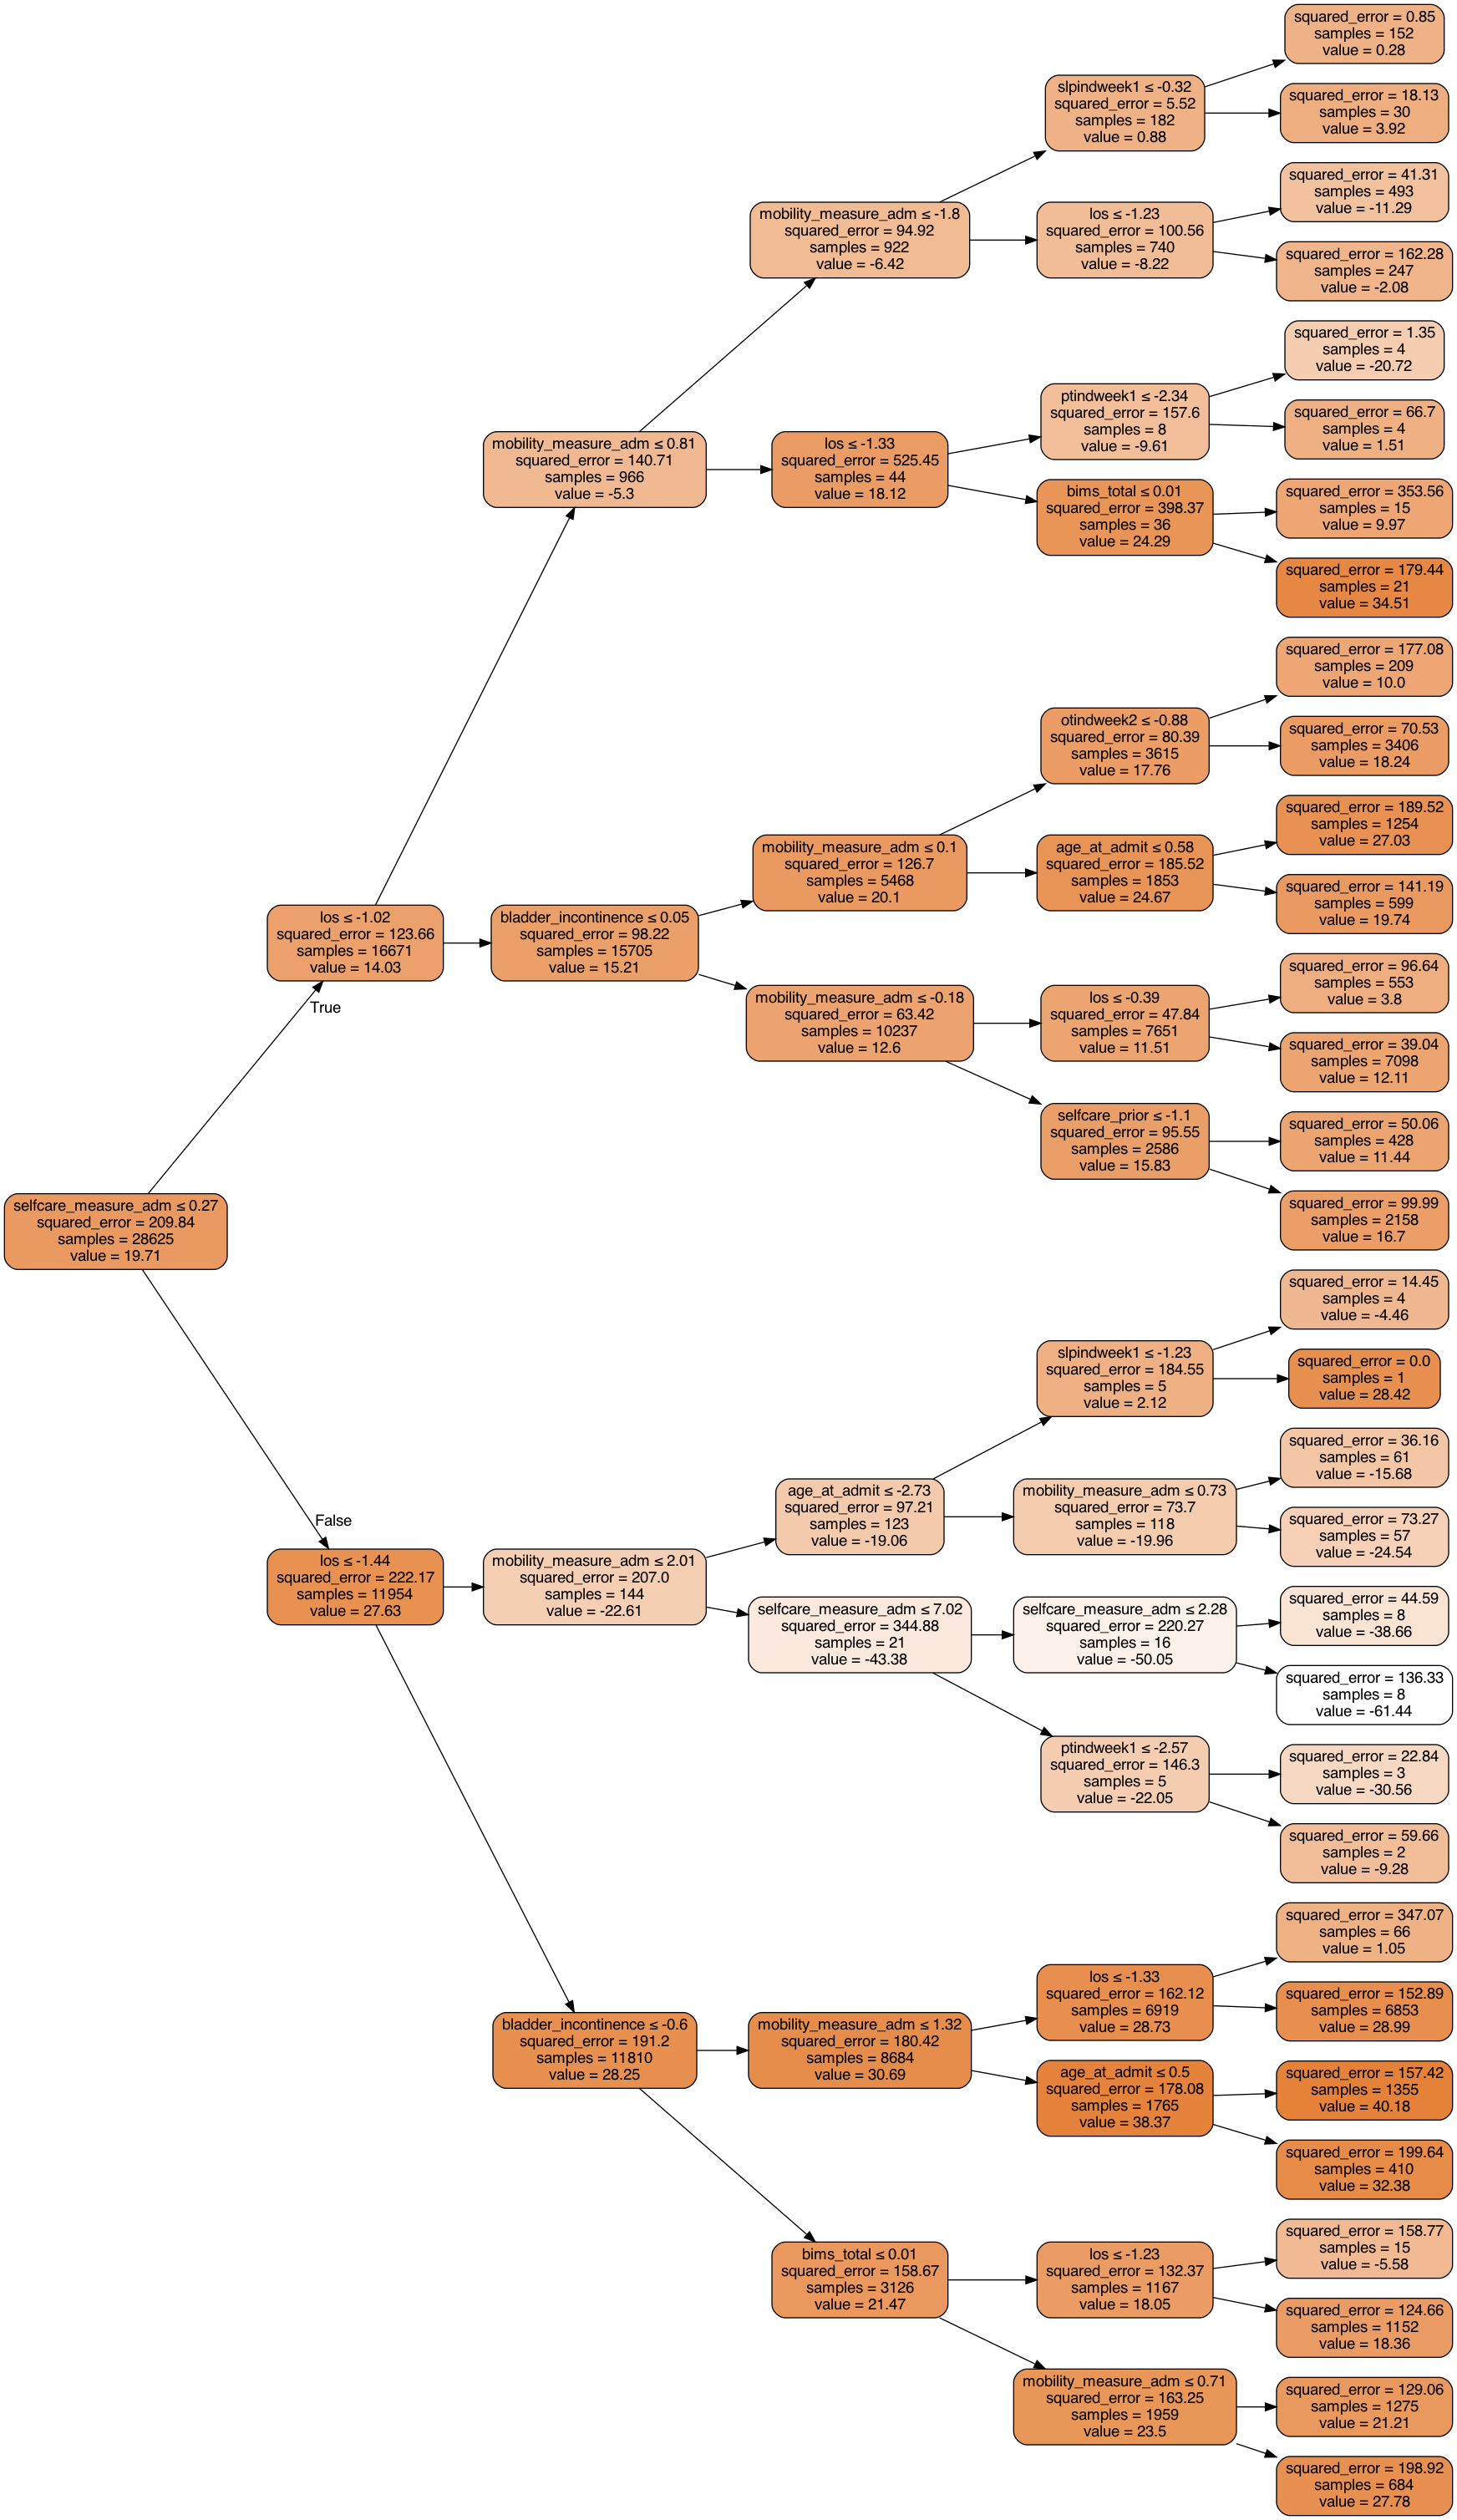 squared_error = 0.85
samples = 152
value = 0.28
slpindweek1 ≤ -0.32
squared_error = 5.52
samples = 182
value = 0.88
squared_error = 18.13
samples = 30
value = 3.92
squared_error = 41.31
samples = 493
value = -11.29
mobility_measure_adm ≤ -1.8
squared_error = 94.92
samples = 922
value = -6.42
los ≤ -1.23
squared_error = 100.56
samples = 740
value = -8.22
squared_error = 162.28
samples = 247
value = -2.08
squared_error = 1.35
samples = 4
value = -20.72
ptindweek1 ≤ -2.34
squared_error = 157.6
samples = 8
value = -9.61
squared_error = 66.7
samples = 4
value = 1.51
mobility_measure_adm ≤ 0.81
squared_error = 140.71
samples = 966
value = -5.3
los ≤ -1.33
squared_error = 525.45
samples = 44
value = 18.12
bims_total ≤ 0.01
squared_error = 398.37
samples = 36
value = 24.29
squared_error = 353.56
samples = 15
value = 9.97
squared_error = 179.44
samples = 21
value = 34.51
squared_error = 177.08
samples = 209
value = 10.0
otindweek2 ≤ -0.88
squared_error = 80.39
samples = 3615
value = 17.76
squared_error = 70.53
samples = 3406
value = 18.24
squared_error = 189.52
samples = 1254
value = 27.03
mobility_measure_adm ≤ 0.1
squared_error = 126.7
samples = 5468
value = 20.1
age_at_admit ≤ 0.58
squared_error = 185.52
samples = 1853
value = 24.67
squared_error = 141.19
samples = 599
value = 19.74
los ≤ -1.02
squared_error = 123.66
samples = 16671
value = 14.03
bladder_incontinence ≤ 0.05
squared_error = 98.22
samples = 15705
value = 15.21
squared_error = 96.64
samples = 553
value = 3.8
mobility_measure_adm ≤ -0.18
squared_error = 63.42
samples = 10237
value = 12.6
los ≤ -0.39
squared_error = 47.84
samples = 7651
value = 11.51
True
squared_error = 39.04
samples = 7098
value = 12.11
selfcare_prior ≤ -1.1
squared_error = 95.55
samples = 2586
value = 15.83
squared_error = 50.06
samples = 428
value = 11.44
selfcare_measure_adm ≤ 0.27
squared_error = 209.84
samples = 28625
value = 19.71
squared_error = 99.99
samples = 2158
value = 16.7
squared_error = 14.45
samples = 4
value = -4.46
slpindweek1 ≤ -1.23
squared_error = 184.55
samples = 5
value = 2.12
squared_error = 0.0
samples = 1
value = 28.42
squared_error = 36.16
samples = 61
value = -15.68
age_at_admit ≤ -2.73
squared_error = 97.21
samples = 123
value = -19.06
mobility_measure_adm ≤ 0.73
squared_error = 73.7
samples = 118
value = -19.96
squared_error = 73.27
samples = 57
value = -24.54
False
los ≤ -1.44
squared_error = 222.17
samples = 11954
value = 27.63
mobility_measure_adm ≤ 2.01
squared_error = 207.0
samples = 144
value = -22.61
squared_error = 44.59
samples = 8
value = -38.66
selfcare_measure_adm ≤ 7.02
squared_error = 344.88
samples = 21
value = -43.38
selfcare_measure_adm ≤ 2.28
squared_error = 220.27
samples = 16
value = -50.05
squared_error = 136.33
samples = 8
value = -61.44
ptindweek1 ≤ -2.57
squared_error = 146.3
samples = 5
value = -22.05
squared_error = 22.84
samples = 3
value = -30.56
squared_error = 59.66
samples = 2
value = -9.28
squared_error = 347.07
samples = 66
value = 1.05
los ≤ -1.33
squared_error = 162.12
samples = 6919
value = 28.73
squared_error = 152.89
samples = 6853
value = 28.99
bladder_incontinence ≤ -0.6
squared_error = 191.2
samples = 11810
value = 28.25
mobility_measure_adm ≤ 1.32
squared_error = 180.42
samples = 8684
value = 30.69
age_at_admit ≤ 0.5
squared_error = 178.08
samples = 1765
value = 38.37
squared_error = 157.42
samples = 1355
value = 40.18
squared_error = 199.64
samples = 410
value = 32.38
squared_error = 158.77
samples = 15
value = -5.58
bims_total ≤ 0.01
squared_error = 158.67
samples = 3126
value = 21.47
los ≤ -1.23
squared_error = 132.37
samples = 1167
value = 18.05
squared_error = 124.66
samples = 1152
value = 18.36
mobility_measure_adm ≤ 0.71
squared_error = 163.25
samples = 1959
value = 23.5
squared_error = 129.06
samples = 1275
value = 21.21
squared_error = 198.92
samples = 684
value = 27.78